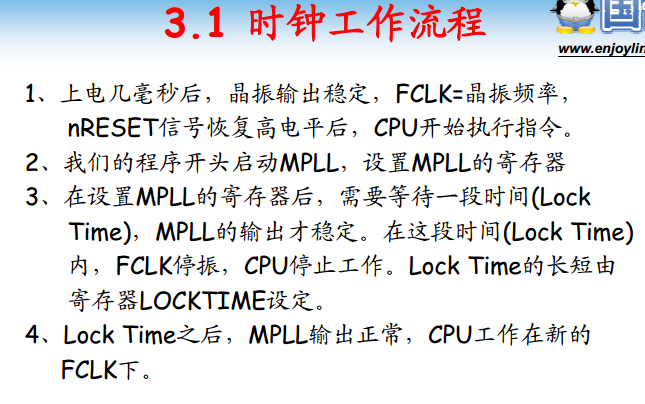 3.1 时钟工作流程
国
www.enjoylin
1、上电几毫秒后，晶振输出稳定，FCLK=晶振频率，
nRESET信号恢复高电平后，CPU开始执行指令。
2、我们的程序开头启动MPLL，设置MPLL的寄存器
3、在设置MPLL的寄存器后，需要等待一段时间(Lock
Time)，MPLL的输出才稳定。在这段时间(Lock Time)
内，FCLK停振，CPU停止工作。Lock Time的长短由
寄存器LOCKTIME设定。
4、Lock Time之后，MPLL输出正常，CPU工作在新的
FCLK下。